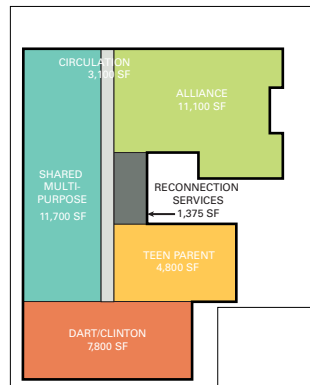 CIRCULATION
3,100 SF
ALLIANCE
11,100 SF
SHARED
MULTI-
PURPOSE
11,700 SF
RECONNECTION
SERVICES
1,375 SF
TEEN PARENT
4,800 SF
DART/CLINTON
7,800 SF